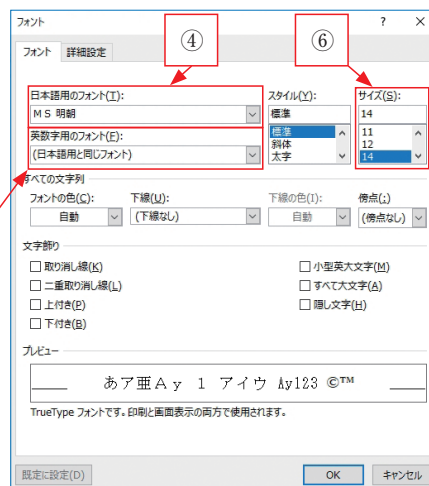 フォント ? ×
④ ⑥
フォント 詳細設定
日本語用のフォント(T): スタイル(Y): サイズ(S):
ＭＳ 明朝 標準 14
英数字用のフォント(F): 標準 11
斜体 12
(日本語用と同じフォント) 太字 14
すべての文字列
フォントの色(C): 下線(U): 下線の色(I): 傍点(;)
自動 (下線なし) 自動 (傍点なし)
文字飾り
取り消し線(K) 小型英大文字(M)
二重取り消し線(L) すべて大文字(A)
上付き(P) 隠し文字(H)
下付き(B)
プレビュー
あア亜Ａｙ １ アイウ Ay123 ©™
TrueType フォントです。印刷と画面表示の両方で使用されます。
既定に設定(D) OK キャンセル